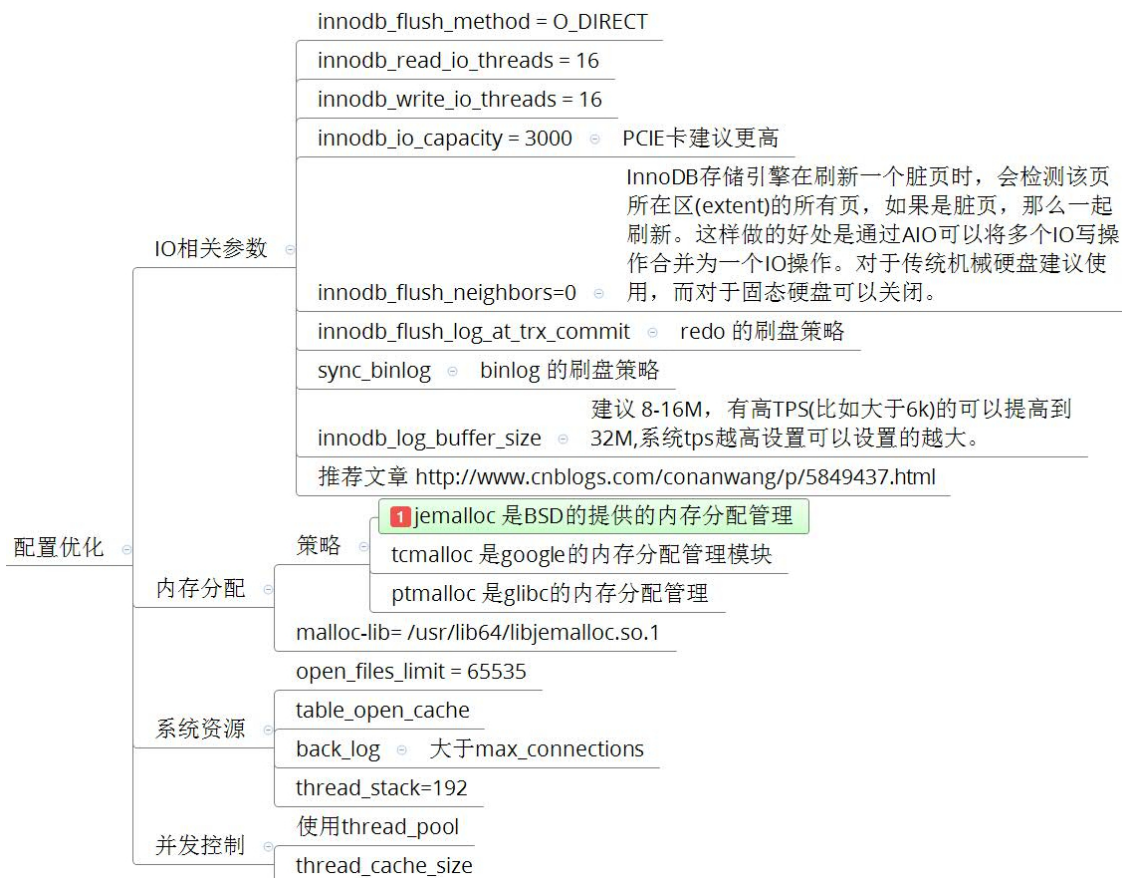 innodb_flush_method = O_DIRECT
innodb_read_io_threads = 16
innodb_write_io_threads = 16
innodb_io_capacity = 3000 PCIE卡建议更高
InnoDB存储引擎在刷新一个脏页时，会检测该页
所在区(extent)的所有页，如果是脏页，那么一起
刷新。这样做的好处是通过AIO可以将多个IO写操
作合并为一个IO操作。对于传统机械硬盘建议使
用，而对于固态硬盘可以关闭。
IO相关参数
innodb_flush_neighbors=0
innodb_flush_log_at_trx_commit redo 的刷盘策略
sync_binlog binlog 的刷盘策略
建议 8-16M，有高TPS(比如大于6k)的可以提高到
32M,系统tps越高设置可以设置的越大。
innodb_log_buffer_size
推荐文章 http://www.cnblogs.com/conanwang/p/5849437.html
配置优化
内存分配
策略
1 jemalloc 是BSD的提供的内存分配管理
tcmalloc 是google的内存分配管理模块
ptmalloc 是glibc的内存分配管理
malloc-lib= /usr/lib64/libjemalloc.so.1
系统资源
open_files_limit = 65535
table_open_cache
back_log 大于max_connections
thread_stack=192
并发控制
使用thread_pool
thread_cache_size